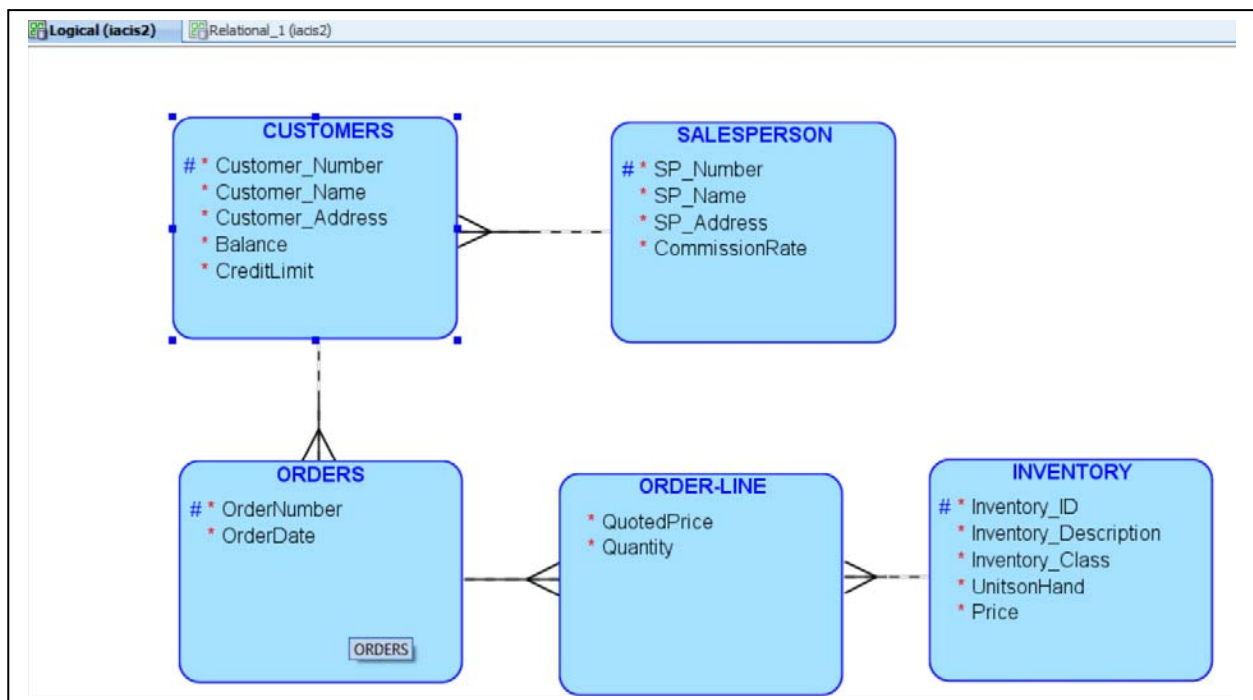 Logical (iacis2)
Relational_1 (iacis2)
CUSTOMERS
# * Customer_Number
* Customer_Name
* Customer_Address
* Balance
* CreditLimit
SALESPERSON
# * SP_Number
* SP_Name
* SP_Address
* CommissionRate
ORDERS
# * OrderNumber
* OrderDate
ORDERS
ORDER-LINE
* QuotedPrice
* Quantity
INVENTORY
# * Inventory_ID
* Inventory_Description
* Inventory_Class
* UnitsonHand
* Price